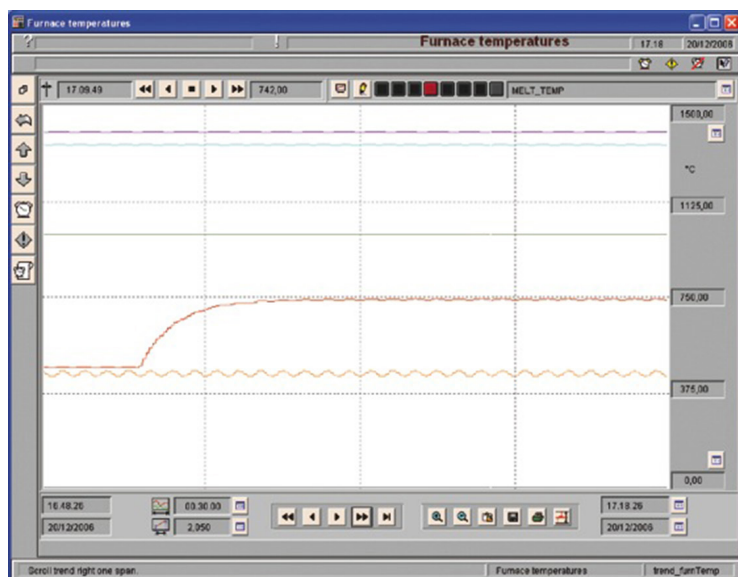 Furnace temperatures
? ! Furnace temperatures 17.18 20/12/2006
17.09.49 742,00 MELT_TEMP
1500,00
°C
1125,00
750,00
375,00
0,00
16.48.26 00.30.00 17.18.26
20/12/2006 2,050 20/12/2006
Scroll trend right one span. Furnace temperatures trend_furnTemp